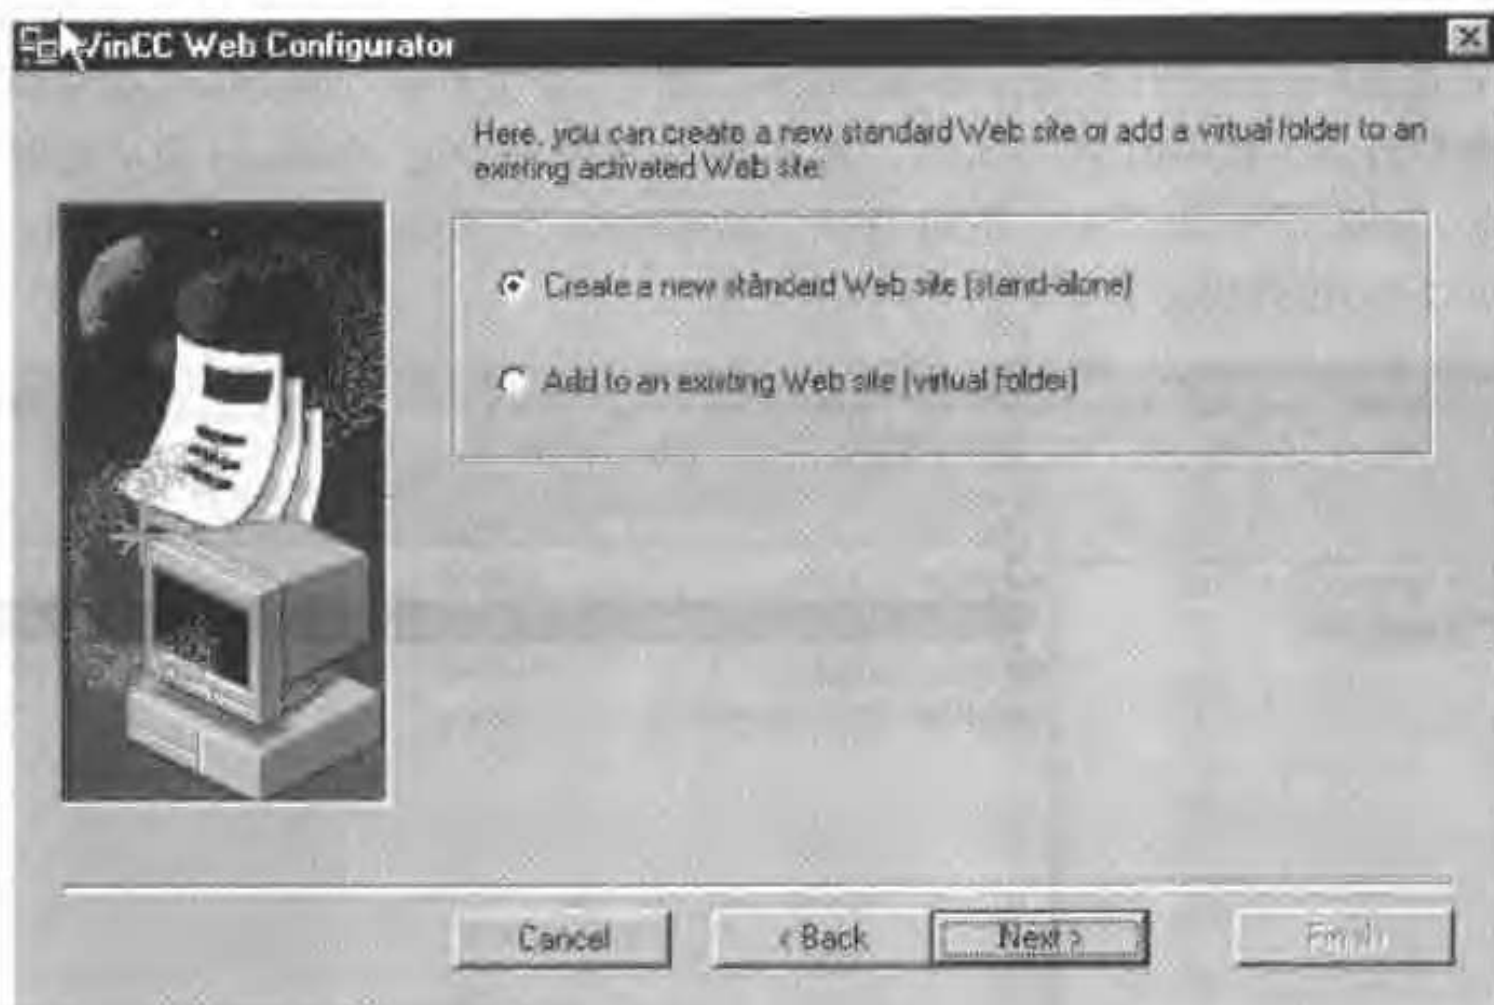 WinCC Web Configurator
Here, you can create a new standard Web site or add a virtual folder to an
existing activated Web site:
Create a new standard Web site (stand-alone)
Add to an existing Web site (virtual folder)
Cancel
< Back
Next >
Finish